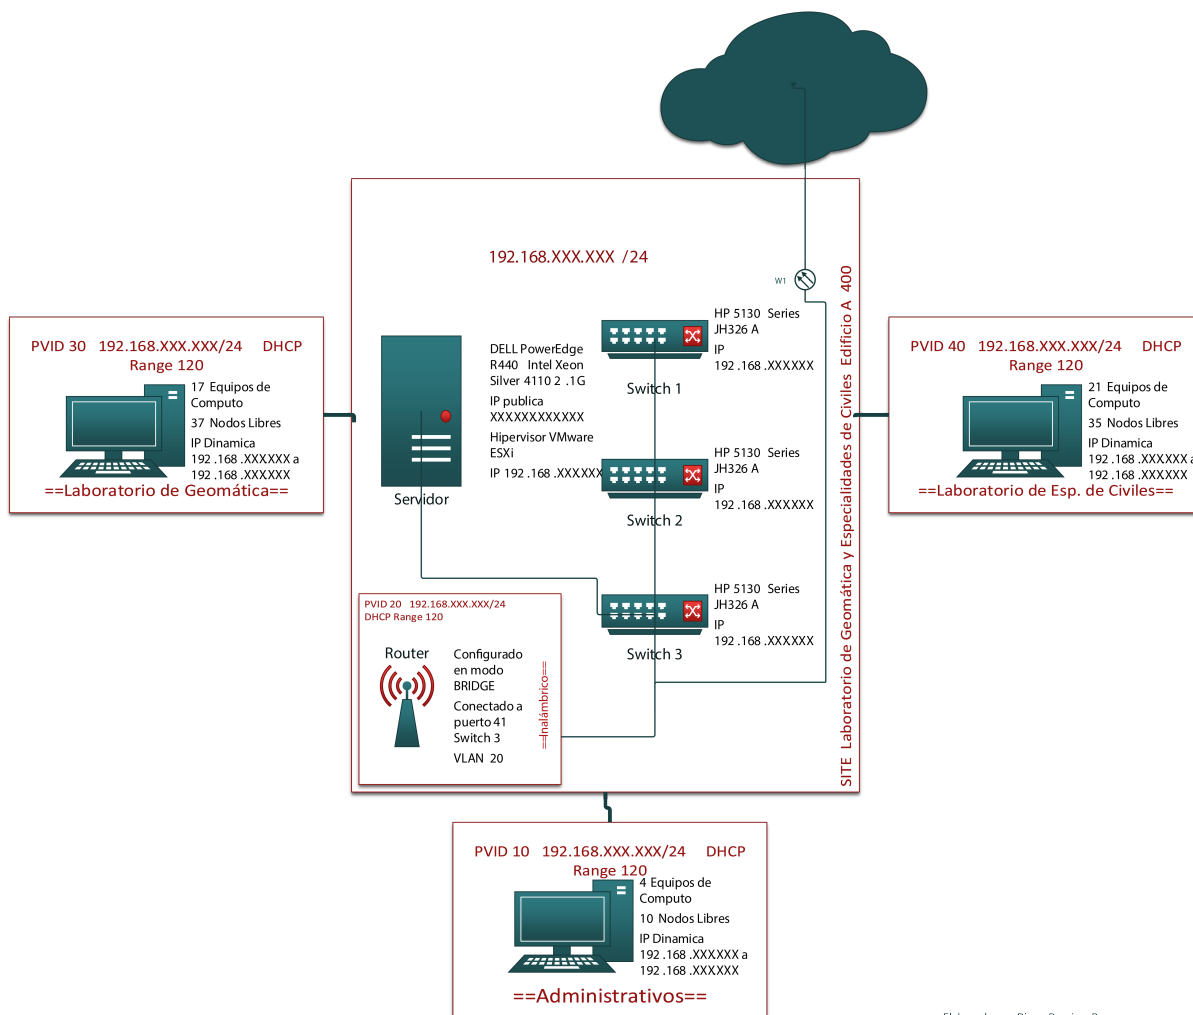 192.168.XXX.XXX /24
W1
SITE Laboratorio de Geomática y Especialidades de Civiles Edificio A 400
PVID 30 192.168.XXX.XXX/24 DHCP
Range 120
17 Equipos de
Computo
37 Nodos Libres
IP Dinamica
192 .168 .XXXXXX a
192 .168 .XXXXXX
==Laboratorio de Geomática==
DELL PowerEdge
R440 Intel Xeon
Silver 4110 2 .1G
IP publica
XXXXXXXXXXXX
Hipervisor VMware
ESXi
IP 192 .168 .XXXXXX
Servidor
HP 5130 Series
JH326 A
IP
192 .168 .XXXXXX
Switch 1
HP 5130 Series
JH326 A
IP
192 .168 .XXXXXX
Switch 2
HP 5130 Series
JH326 A
IP
192 .168 .XXXXXX
Switch 3
PVID 40 192.168.XXX.XXX/24 DHCP
Range 120
21 Equipos de
Computo
35 Nodos Libres
IP Dinamica
192 .168 .XXXXXX a
192 .168 .XXXXXX
==Laboratorio de Esp. de Civiles==
PVID 20 192.168.XXX.XXX/24
DHCP Range 120
Router
Configurado
en modo
BRIDGE
Conectado a
puerto 41
Switch 3
VLAN 20
==Inalámbrico==
PVID 10 192.168.XXX.XXX/24 DHCP
Range 120
4 Equipos de
Computo
10 Nodos Libres
IP Dinamica
192 .168 .XXXXXX a
192 .168 .XXXXXX
==Administrativos==